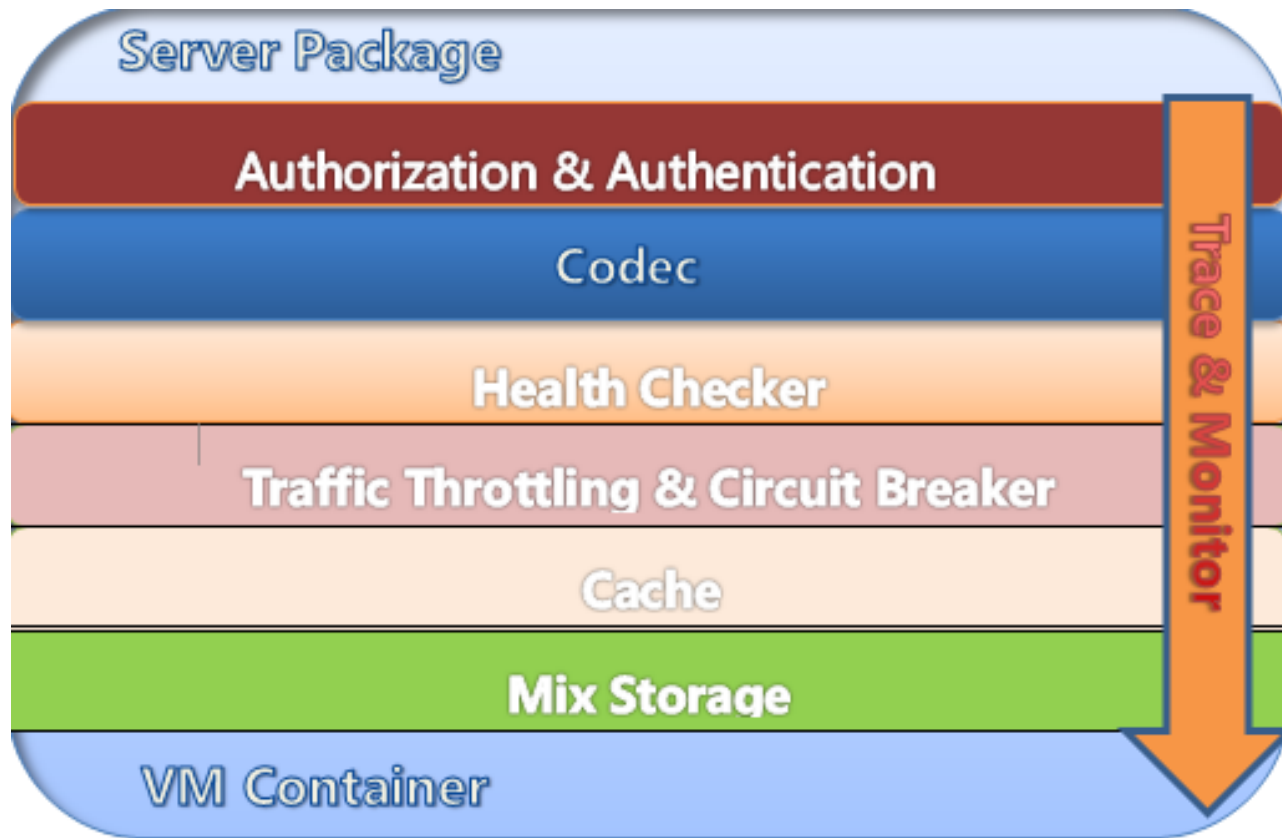 Server Package
Authorization & Authentication
Codec
Health Checker
Traffic Throttling & Circuit Breaker
Cache
Mix Storage
VM Container
Trace & Monitor